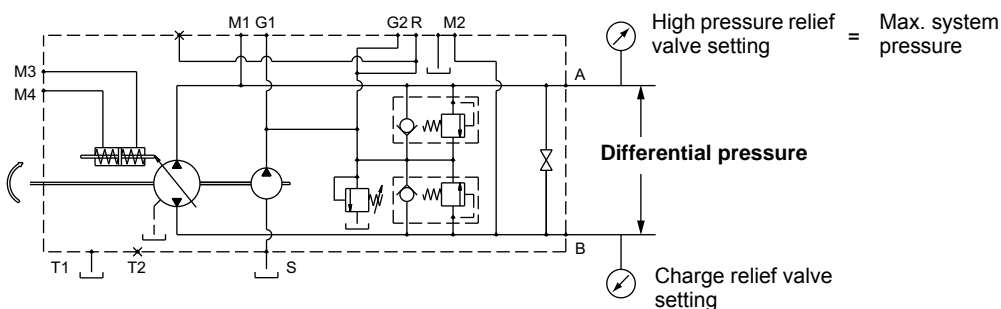 M1 G1 G2 R M2
High pressure relief valve setting = Max. system pressure
M3
M4
A
Differential pressure
B
T1 T2 S
Charge relief valve setting